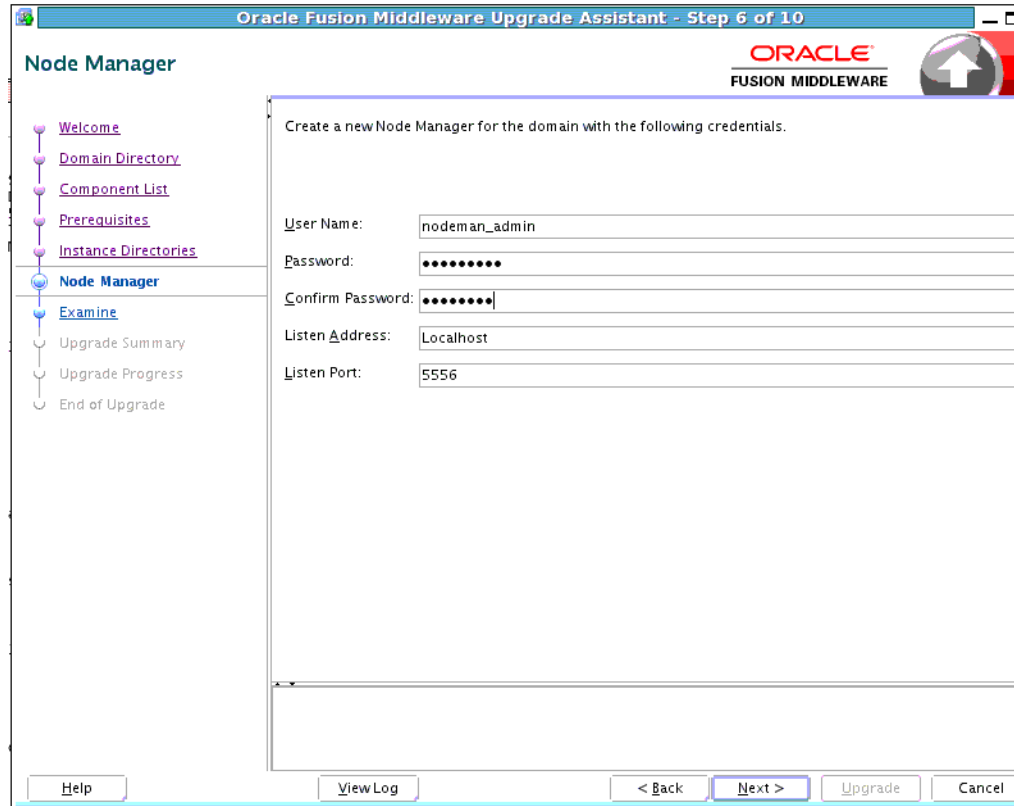 Oracle Fusion Middleware Upgrade Assistant - Step 6 of 10
Node Manager
ORACLE
FUSION MIDDLEWARE
Welcome
Domain Directory
Component List
Prerequisites
Instance Directories
Node Manager
Examine
Upgrade Summary
Upgrade Progress
End of Upgrade
Create a new Node Manager for the domain with the following credentials.
User Name: nodeman_admin
Password: ●●●●●●●●●
Confirm Password: ●●●●●●●●
Listen Address: Localhost
Listen Port: 5556
Help View Log < Back Next > Upgrade Cancel